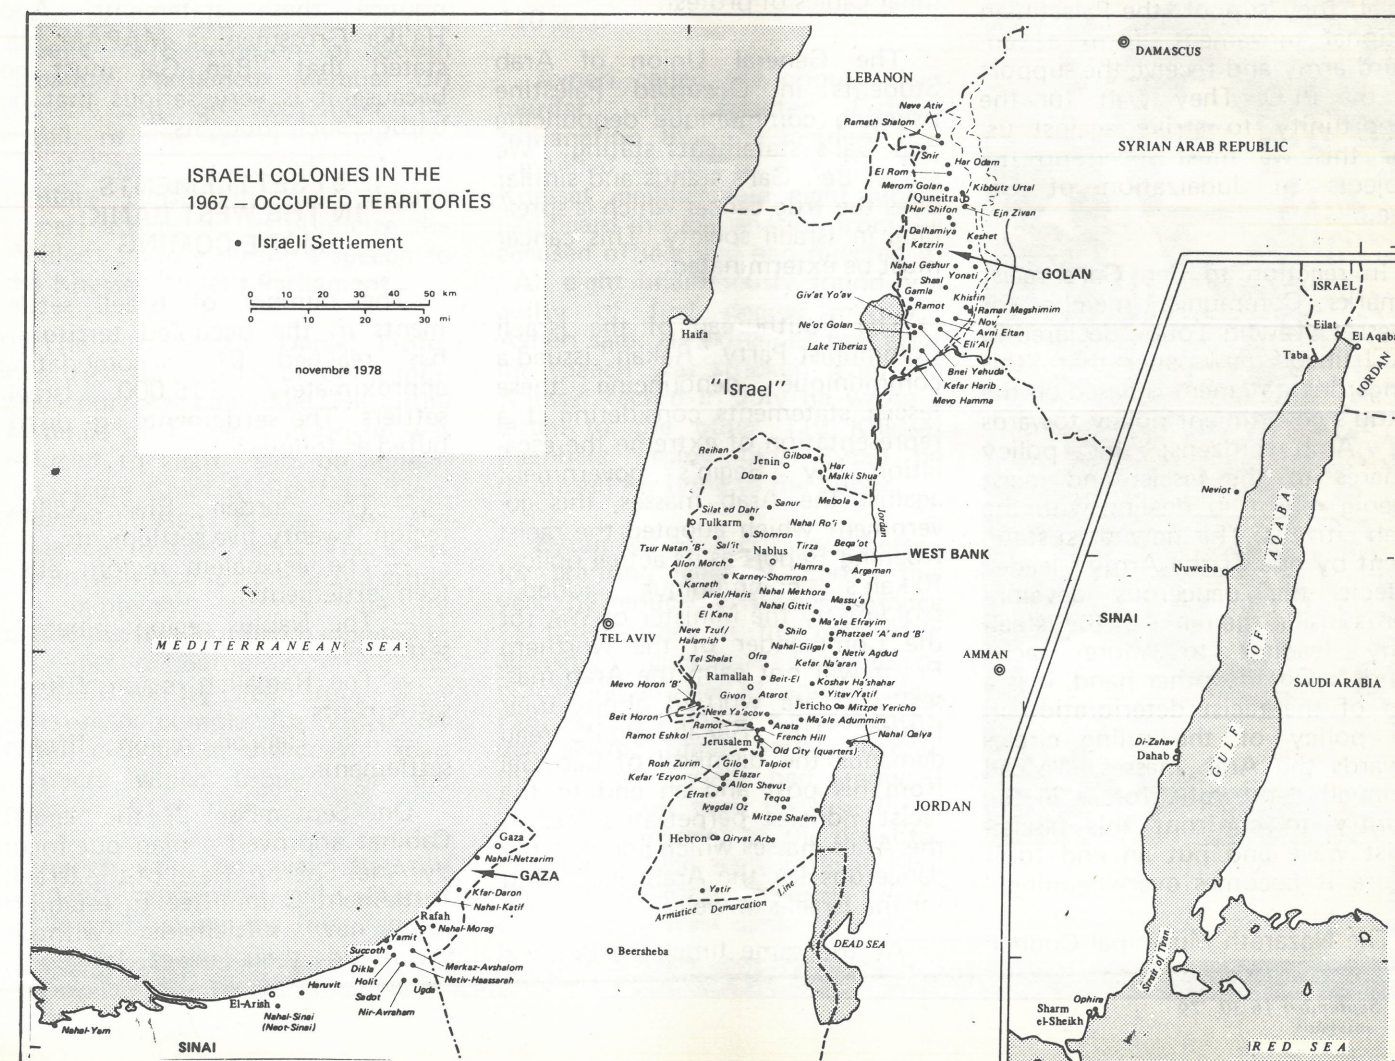 ISRAELI COLONIES IN THE
1967 – OCCUPIED TERRITORIES
• Israeli Settlement
10 0 10 20 30 40 50 km
10 0 10 20 30 mi
novembre 1978
LEBANON
DAMASCUS
SYRIAN ARAB REPUBLIC
Neve Ativ
Ramath Shalom
Snir
Har Odam
El Rom
Merom Golan
Kibbutz Urtal
Quneitra
Har Shifon
Ein Zivan
Dalhamiya
Keshet
Katzrin
Nahal Geshur
Yonati
GOLAN
Shaal
Gamla
Giv'at Yo'av
Khisfin
Ramot
Ramar Magshimim
Nov
Ne'ot Golan
Avni Eitan
Eli'Al
Lake Tiberias
Bnei Yehuda
Kefar Harib
Mevo Hamma
Haifa
"Israel"
Reihan
Jenin
Gilboa
Har
Malki Shua'
Dotan
Mebola
Sanur
Silat ed Dahr
Jordan
Tulkarm
Nahal Ro'i
Shomron
Tsur Natan 'B'
Sal'it
Nablus
Tirza
Beqa'ot
WEST BANK
Allon Morch
Hamra
Argaman
Karney-Shomron
Karnath
Nahal Mekhora
Ariel/Haris
Massu'a
El Kana
Nahal Gittit
Ma'ale Efrayim
TEL AVIV
Neve Tzuf/
Halamish
Shilo
Phatzael 'A' and 'B'
Nahal-Gilgal
Netiv Agdud
Ofra
Tel Shelat
Kefar Na'aran
Ramallah
Beit-El
Koshav Ha'shahar
Mevo Horon 'B'
Givon
Atarot
Yitav/Yatif
Jericho
Mitzpe Yericho
Beit Horon
Neve Ya'acov
Ma'ale Adummim
Ramot
Anata
Ramot Eshkol
French Hill
Nahal Qalya
Jerusalem
Old City (quarters)
Rosh Zurim
Gilo
Talpiot
Kefar 'Ezyon
Elazar
Allon Shevut
Efrat
Migdal Oz
Teqoa
Mitzpe Shalem
Hebron
Qiryat Arba
Yatir
Armistice Demarcation Line
AMMAN
JORDAN
DEAD SEA
Beersheba
MEDITERRANEAN SEA
Gaza
Nahal-Netzarim
GAZA
Kfar-Daron
Nahal-Katif
Rafah
Nahal-Morag
Yamit
Succoth
Dikla
Merkaz-Avshalom
Holit
Netiv-Haassarah
Sadot
Ugda
Nir-Avraham
Haruvit
El-Arish
Nahal-Sinai
(Neot-Sinai)
Nahal-Yam
SINAI
ISRAEL
Eilat
El Aqaba
Taba
JORDAN
Neviot
GULF OF AQABA
Nuweiba
SINAI
SAUDI ARABIA
Di-Zahav
Dahab
Strait of Tiran
Ophira
Sharm
el-Sheikh
RED SEA